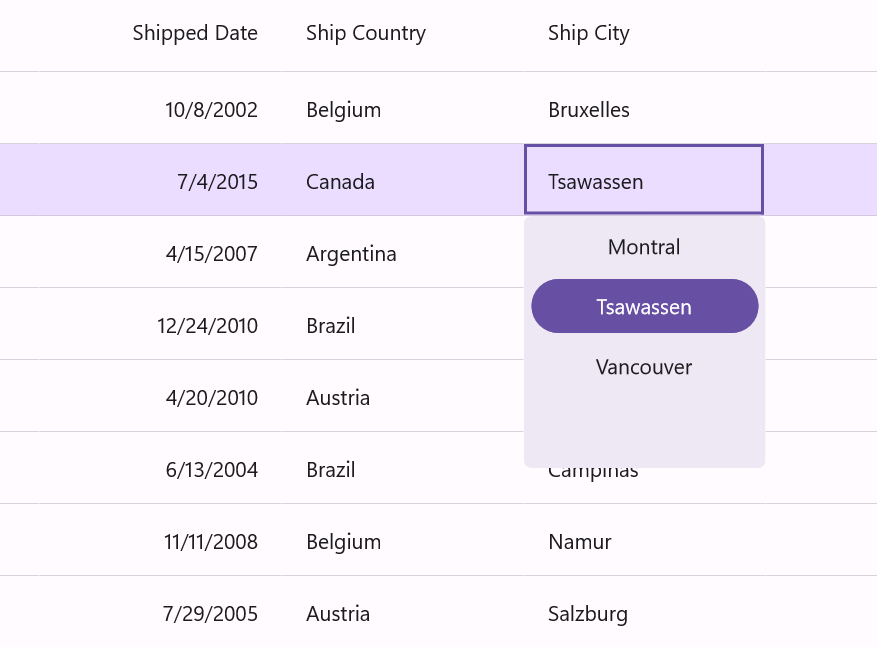 Shipped Date Ship Country Ship City
10/8/2002 Belgium Bruxelles
7/4/2015 Canada Tsawassen
Montral
4/15/2007 Argentina
Tsawassen
12/24/2010 Brazil
Vancouver
4/20/2010 Austria
6/13/2004 Brazil Campinas
11/11/2008 Belgium Namur
7/29/2005 Austria Salzburg